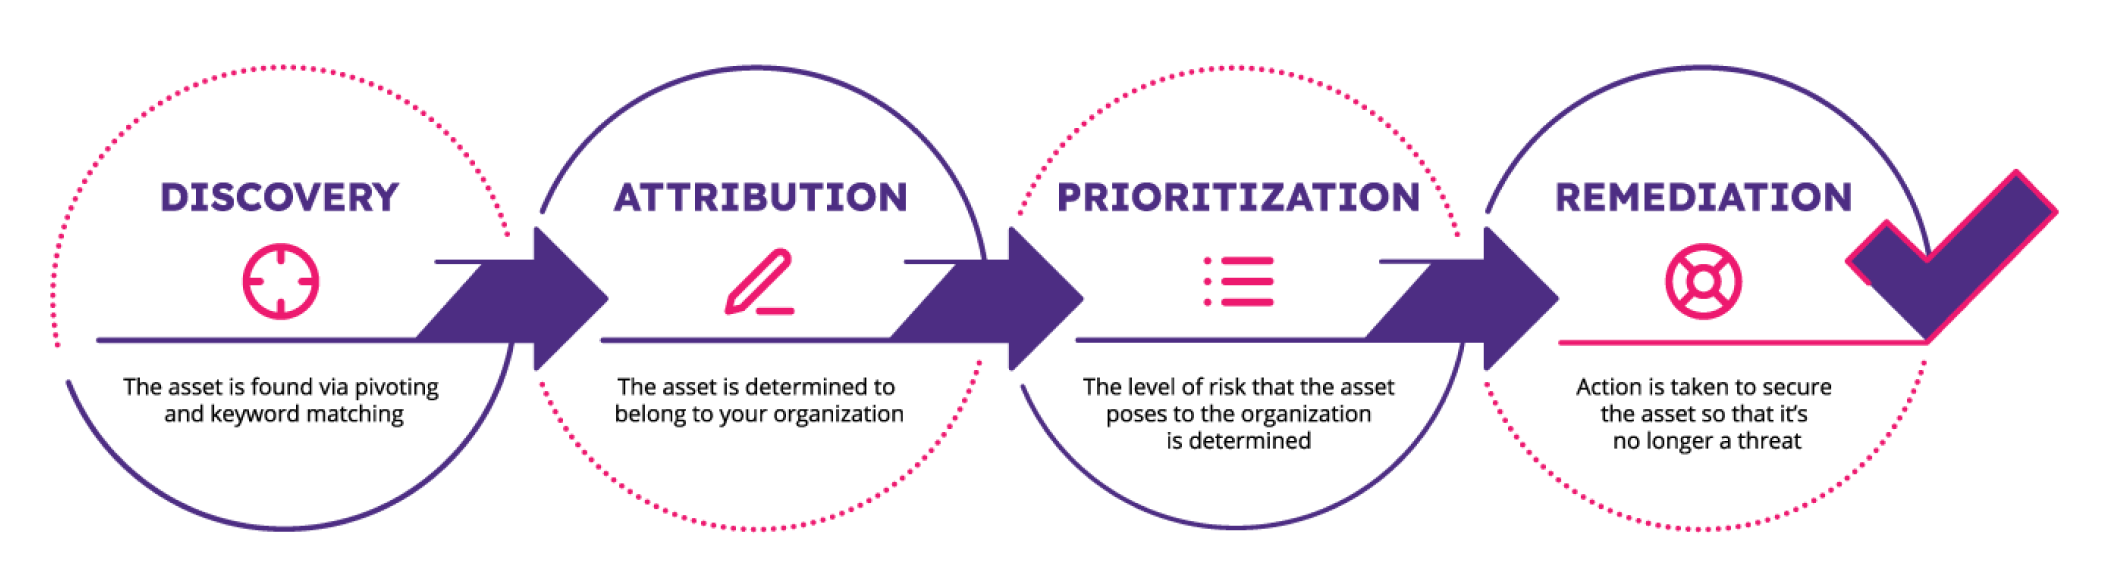 DISCOVERY
The asset is found via pivoting
and keyword matching
ATTRIBUTION
The asset is determined to
belong to your organization
PRIORITIZATION
The level of risk that the asset
poses to the organization
is determined
REMEDIATION
Action is taken to secure
the asset so that it’s
no longer a threat